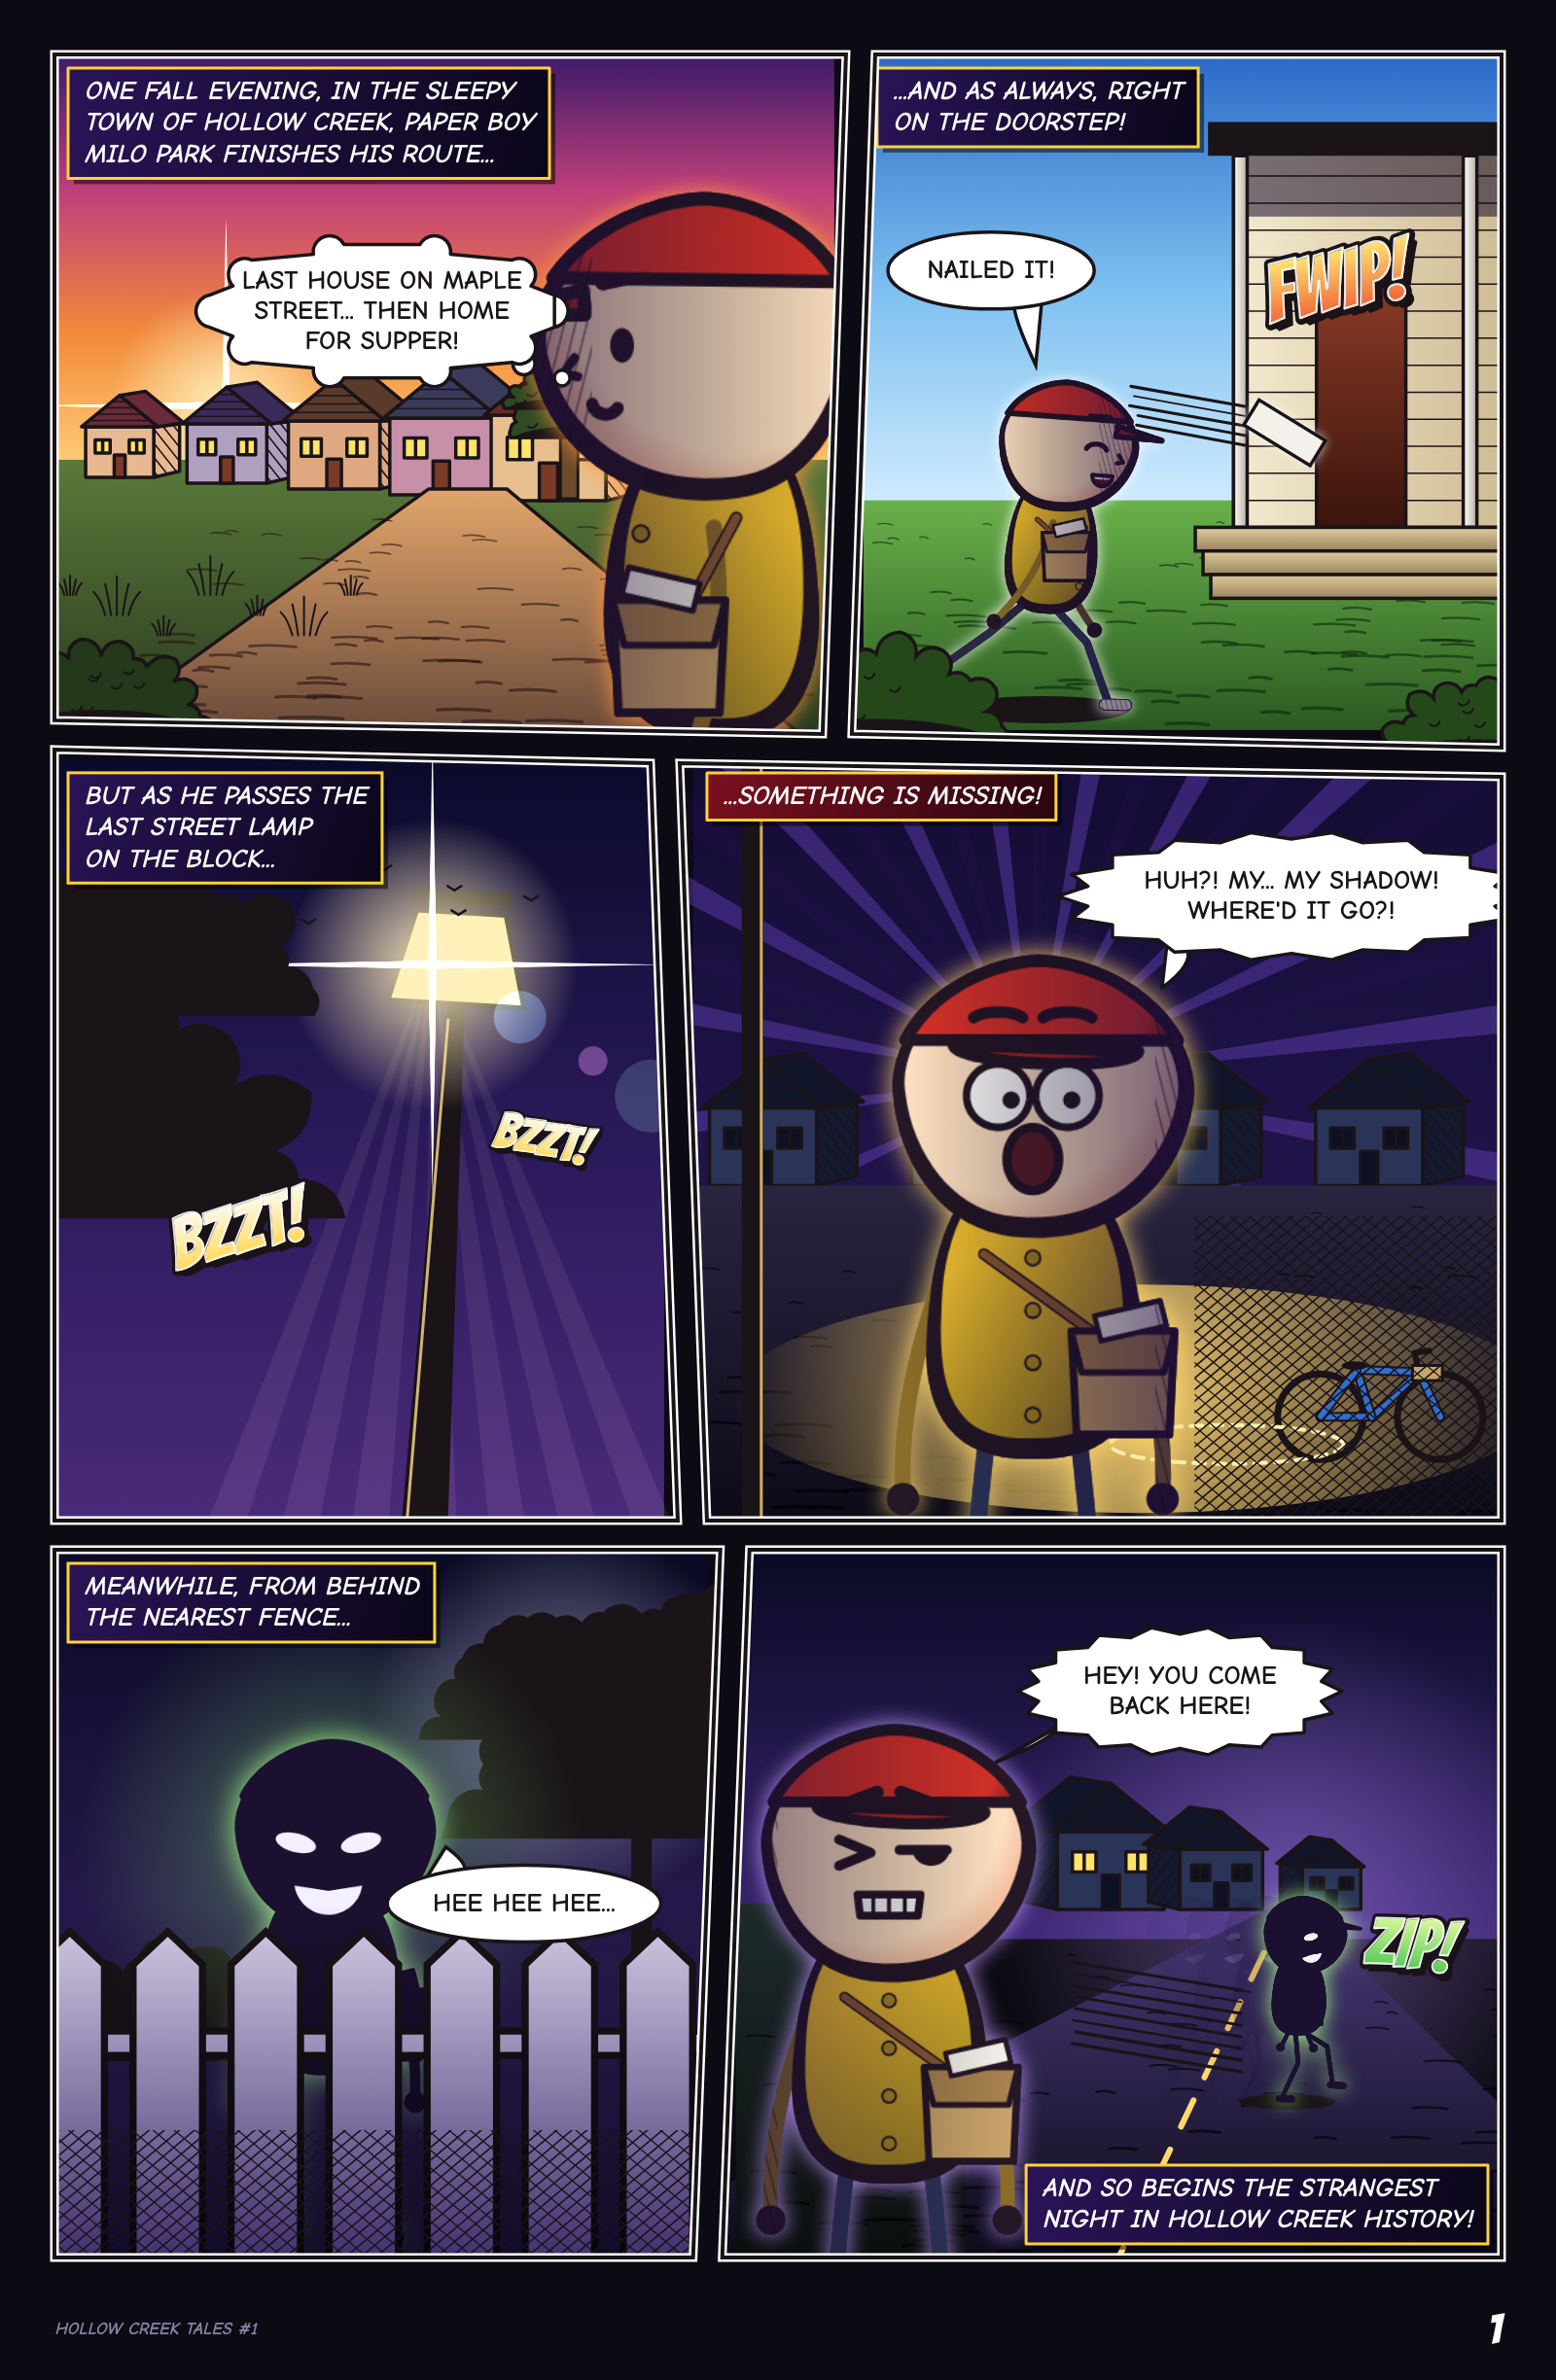 ONE FALL EVENING, IN THE SLEEPY
TOWN OF HOLLOW CREEK, PAPER BOY
MILO PARK FINISHES HIS ROUTE...
LAST HOUSE ON MAPLE
STREET... THEN HOME
FOR SUPPER!
...AND AS ALWAYS, RIGHT
ON THE DOORSTEP!
NAILED IT!
FWIP!
BUT AS HE PASSES THE
LAST STREET LAMP
ON THE BLOCK...
BZZT!
BZZT!
...SOMETHING IS MISSING!
HUH?! MY... MY SHADOW!
WHERE'D IT GO?!
MEANWHILE, FROM BEHIND
THE NEAREST FENCE...
HEE HEE HEE...
HEY! YOU COME
BACK HERE!
ZIP!
AND SO BEGINS THE STRANGEST
NIGHT IN HOLLOW CREEK HISTORY!
HOLLOW CREEK TALES #1
1